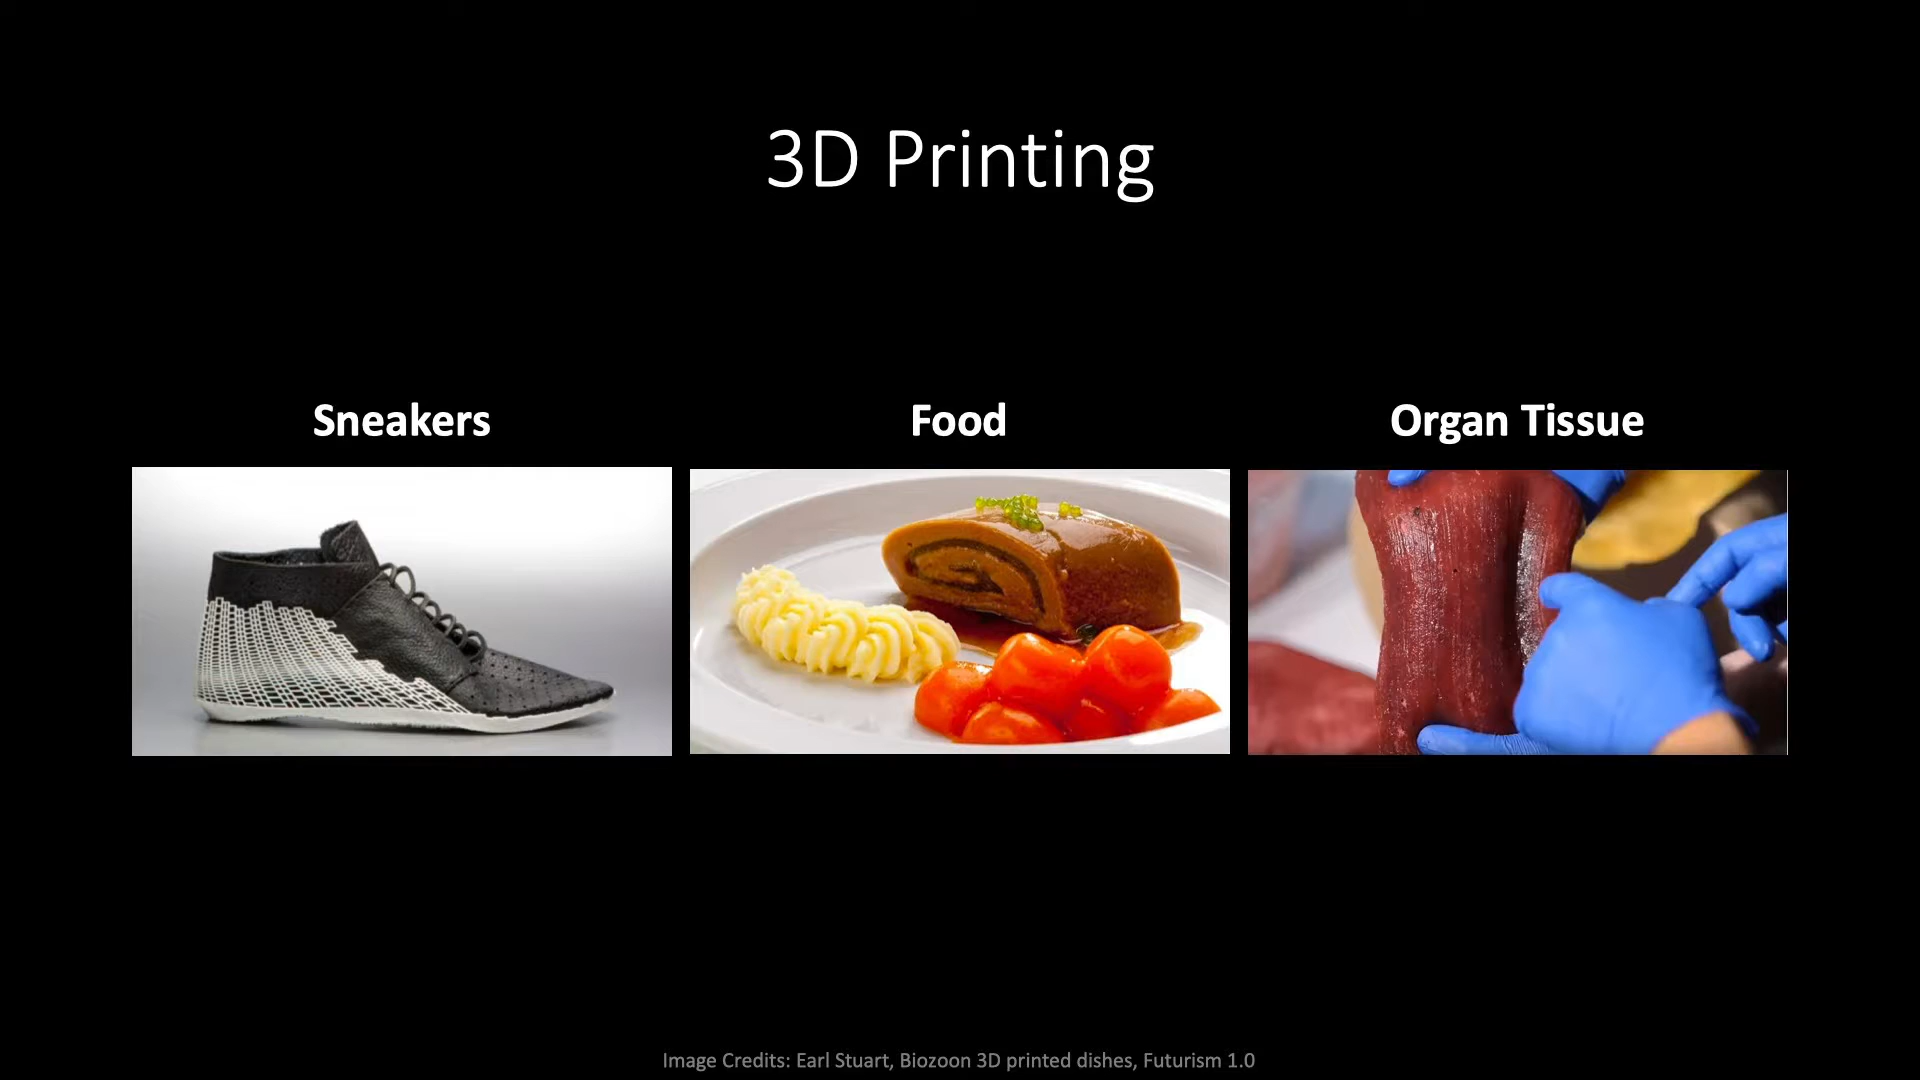 3D Printing
Sneakers
Food
Organ Tissue
Image Credits: Earl Stuart, Biozoon 3D printed dishes, Futurism 1.0